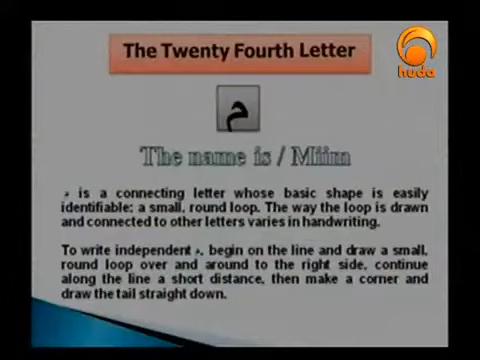 The Twenty Fourth Letter
huda
م
The name is / Miim
م is a connecting letter whose basic shape is easily
identifiable: a small, round loop. The way the loop is drawn
and connected to other letters varies in handwriting.
To write independent م, begin on the line and draw a small,
round loop over and around to the right side, continue
along the line a short distance, then make a corner and
draw the tail straight down.